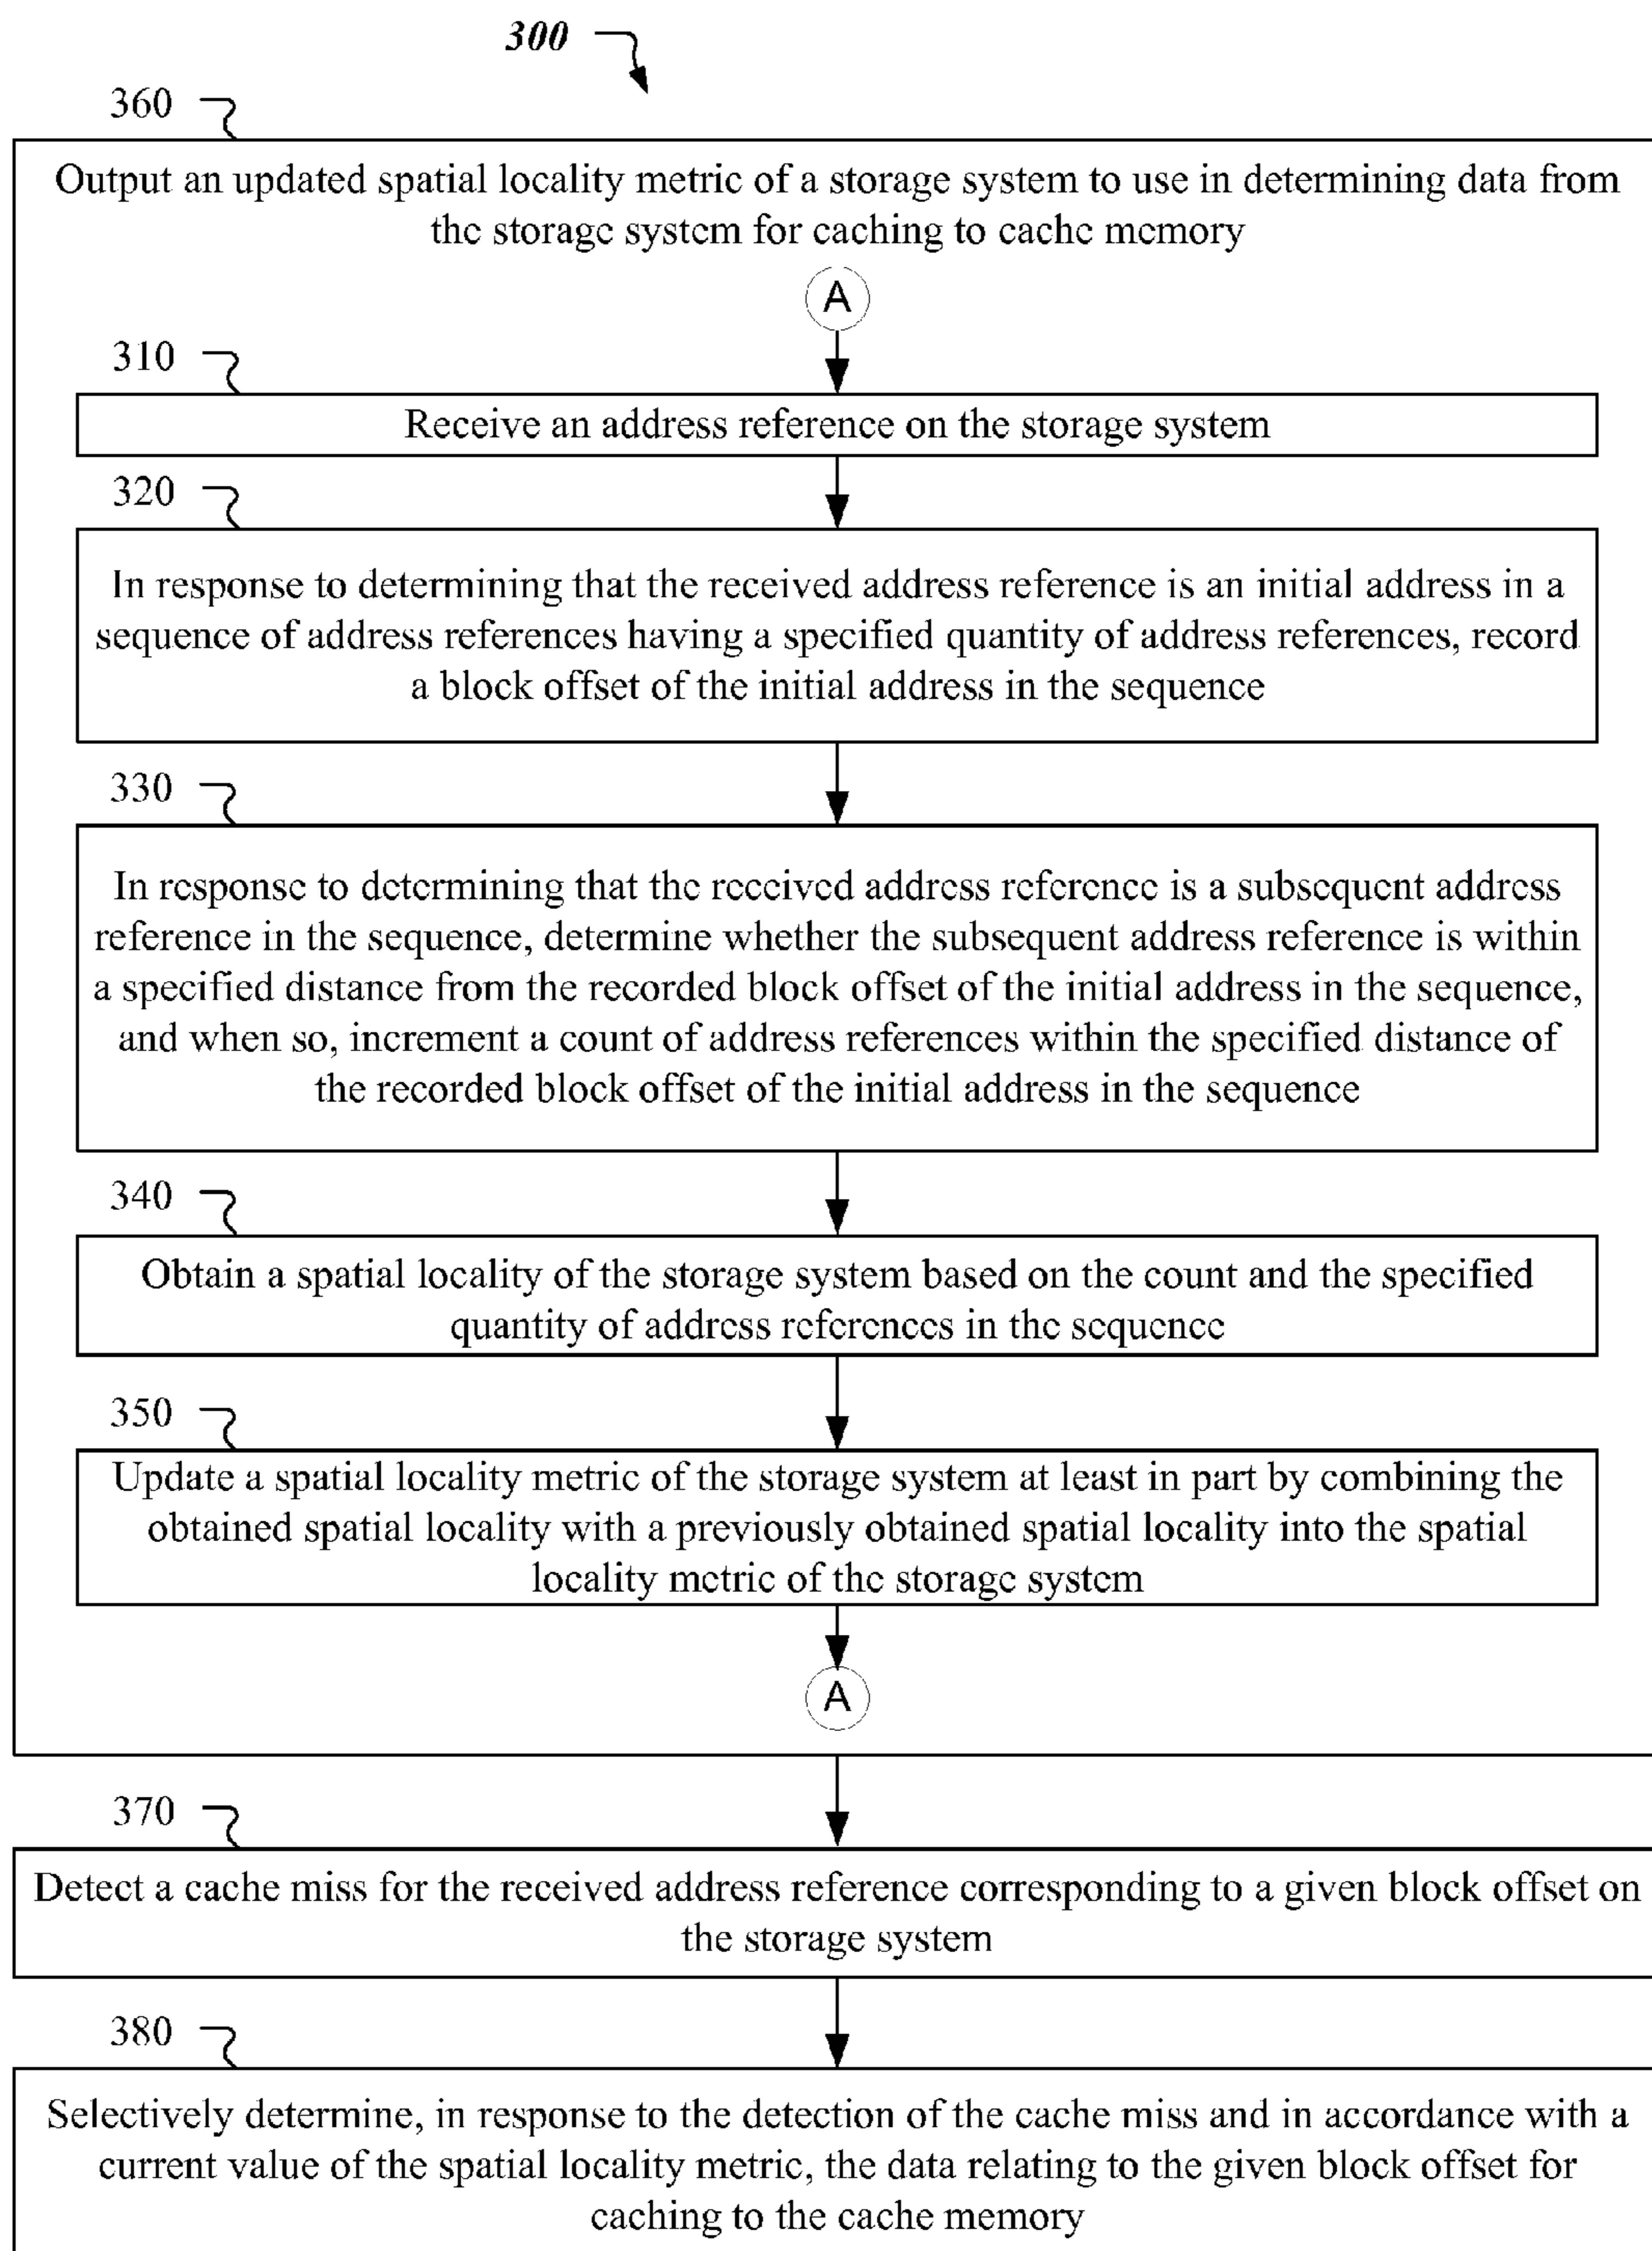 300
360
Output an updated spatial locality metric of a storage system to use in determining data from
the storage system for caching to cache memory
A
310
Receive an address reference on the storage system
320
In response to determining that the received address reference is an initial address in a
sequence of address references having a specified quantity of address references, record
a block offset of the initial address in the sequence
330
In response to determining that the received address reference is a subsequent address
reference in the sequence, determine whether the subsequent address reference is within
a specified distance from the recorded block offset of the initial address in the sequence,
and when so, increment a count of address references within the specified distance of
the recorded block offset of the initial address in the sequence
340
Obtain a spatial locality of the storage system based on the count and the specified
quantity of address references in the sequence
350
Update a spatial locality metric of the storage system at least in part by combining the
obtained spatial locality with a previously obtained spatial locality into the spatial
locality metric of the storage system
A
370
Detect a cache miss for the received address reference corresponding to a given block offset on
the storage system
380
Selectively determine, in response to the detection of the cache miss and in accordance with a
current value of the spatial locality metric, the data relating to the given block offset for
caching to the cache memory